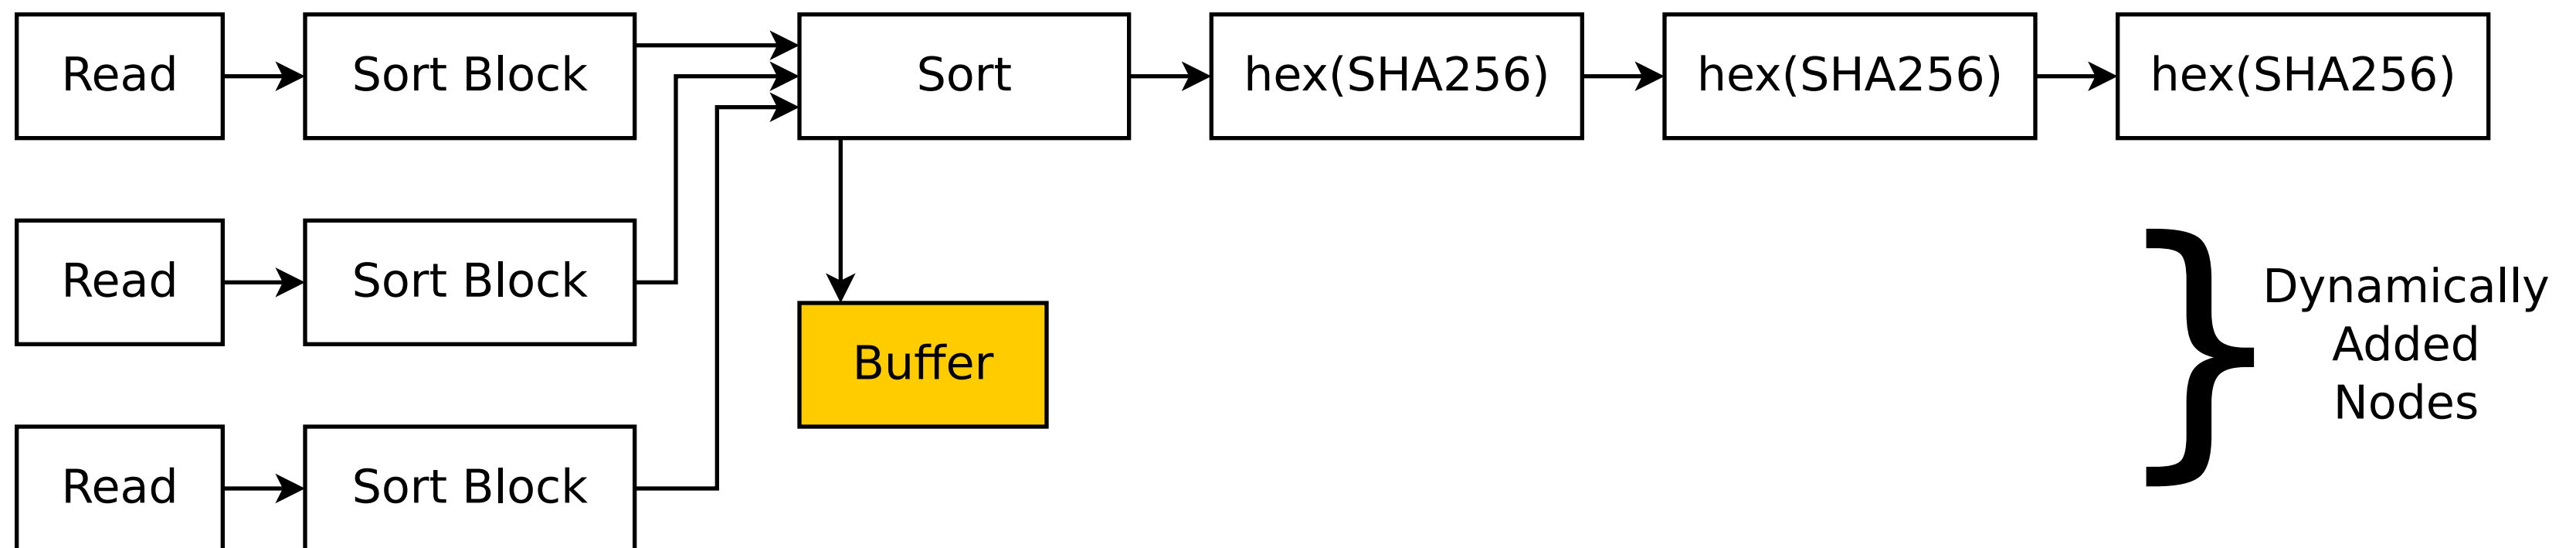 Read
Sort Block
Sort
hex(SHA256)
hex(SHA256)
hex(SHA256)
Read
Sort Block
Buffer
Dynamically
Added
Nodes
Read
Sort Block